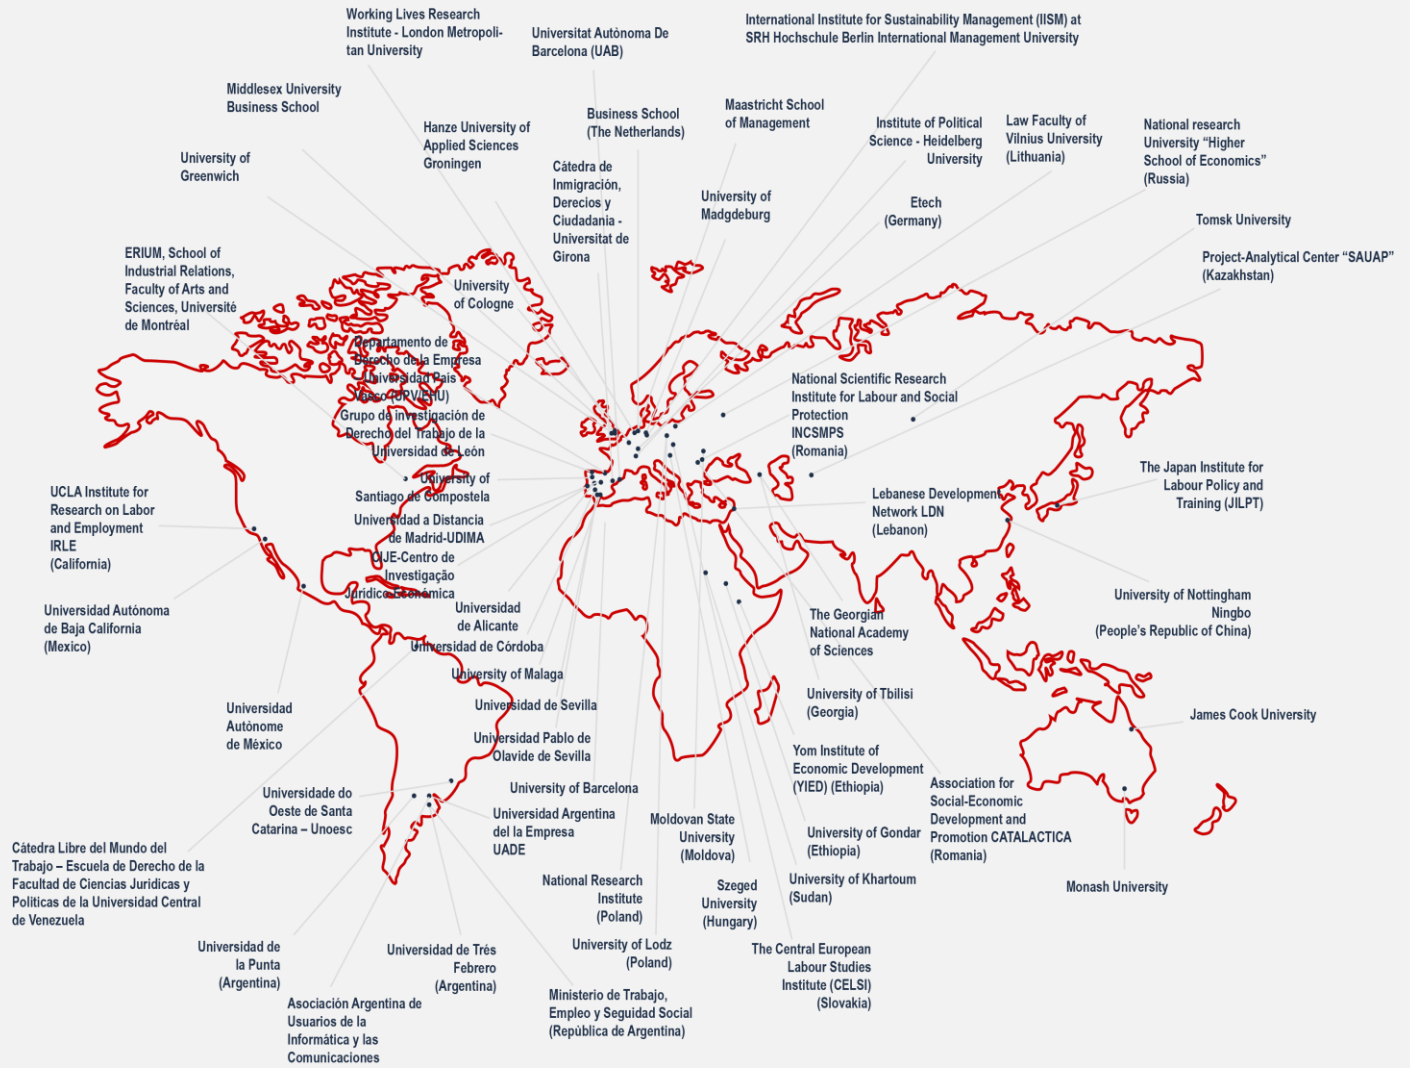 Working Lives Research
Institute - London Metropoli-
tan University
Universitat Autònoma De
Barcelona (UAB)
International Institute for Sustainability Management (IISM) at
SRH Hochschule Berlin International Management University
Middlesex University
Business School
Hanze University of
Applied Sciences
Groningen
Business School
(The Netherlands)
Maastricht School
of Management
Institute of Political
Science - Heidelberg
University
Law Faculty of
Vilnius University
(Lithuania)
National research
University “Higher
School of Economics”
(Russia)
University of
Greenwich
Cátedra de
Inmigración,
Derecios y
Ciudadania -
Universitat de
Girona
University of
Madgdeburg
Etech
(Germany)
Tomsk University
Project-Analytical Center “SAUAP”
(Kazakhstan)
ERIUM, School of
Industrial Relations,
Faculty of Arts and
Sciences, Université
de Montréal
University
of Cologne
Departamento de
Derecho de la Empresa
- Universidad Pais
Vasco (UPV/EHU)
Grupo de investigación de
Derecho del Trabajo de la
Universidad de León
University of
Santiago de Compostela
Universidad a Distancia
de Madrid-UDIMA
CIJE-Centro de
Investigação
Jurídico-Económica
National Scientific Research
Institute for Labour and Social
Protection
INCSMPS
(Romania)
Lebanese Development
Network LDN
(Lebanon)
The Japan Institute for
Labour Policy and
Training (JILPT)
UCLA Institute for
Research on Labor
and Employment
IRLE
(California)
Universidad Autónoma
de Baja California
(Mexico)
Universidad
de Alicante
Universidad de Córdoba
University of Malaga
Universidad de Sevilla
Universidad Pablo de
Olavide de Sevilla
University of Barcelona
The Georgian
National Academy
of Sciences
University of Nottingham
Ningbo
(People’s Republic of China)
University of Tbilisi
(Georgia)
James Cook University
Universidad
Autònome
de México
Yom Institute of
Economic Development
(YIED) (Ethiopia)
Association for
Social-Economic
Development and
Promotion CATALACTICA
(Romania)
Universidade do
Oeste de Santa
Catarina – Unoesc
Universidad Argentina
del la Empresa
UADE
Moldovan State
University
(Moldova)
University of Gondar
(Ethiopia)
Cátedra Libre del Mundo del
Trabajo – Escuela de Derecho de la
Facultad de Ciencias Juridicas y
Politicas de la Universidad Central
de Venezuela
National Research
Institute
(Poland)
Szeged
University
(Hungary)
University of Khartoum
(Sudan)
Monash University
Universidad de
la Punta
(Argentina)
Universidad de Trés
Febrero
(Argentina)
University of Lodz
(Poland)
The Central European
Labour Studies
Institute (CELSI)
(Slovakia)
Asociación Argentina de
Usuarios de la
Informática y las
Comunicaciones
Ministerio de Trabajo,
Empleo y Seguidad Social
(República de Argentina)